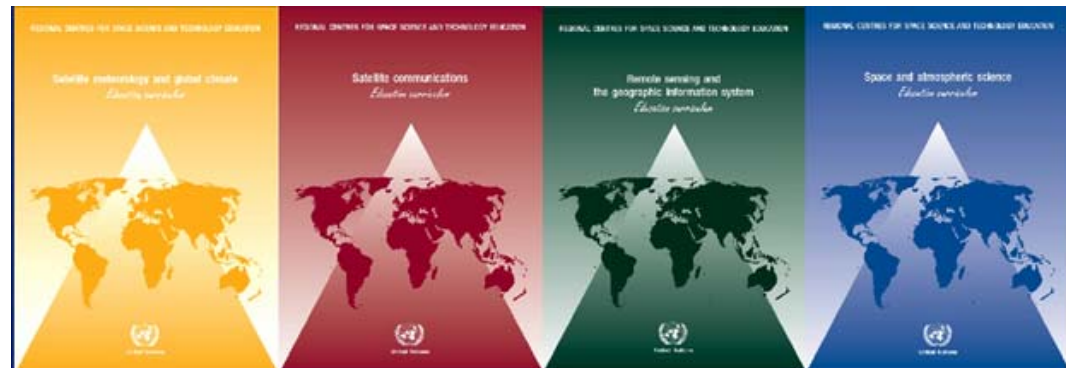 REGIONAL CENTRES FOR SPACE SCIENCE AND TECHNOLOGY EDUCATION
Satellite meteorology and global climate
Education curriculum
United Nations
REGIONAL CENTRES FOR SPACE SCIENCE AND TECHNOLOGY EDUCATION
Satellite communications
Education curriculum
United Nations
REGIONAL CENTRES FOR SPACE SCIENCE AND TECHNOLOGY EDUCATION
Remote sensing and
the geographic information system
Education curriculum
United Nations
REGIONAL CENTRES FOR SPACE SCIENCE AND TECHNOLOGY EDUCATION
Space and atmospheric science
Education curriculum
United Nations